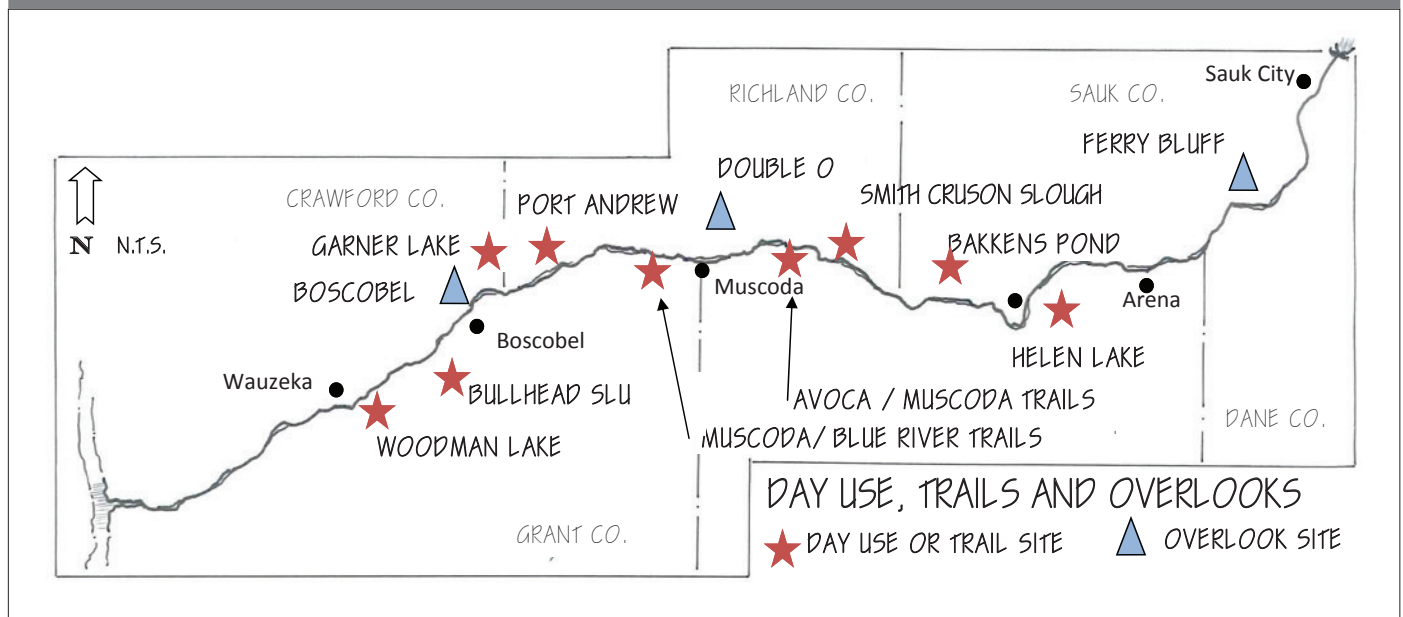 Sauk City
RICHLAND CO.
SAUK CO.
FERRY BLUFF
DOUBLE O
SMITH CRUSON SLOUGH
CRAWFORD CO.
PORT ANDREW
N N.T.S.
GARNER LAKE
BAKKENS POND
BOSCOBEL
Muscoda
Arena
Boscobel
HELEN LAKE
Wauzeka
BULLHEAD SLU
AVOCA / MUSCODA TRAILS
DANE CO.
WOODMAN LAKE
MUSCODA/ BLUE RIVER TRAILS
GRANT CO.
DAY USE, TRAILS AND OVERLOOKS
DAY USE OR TRAIL SITE
OVERLOOK SITE